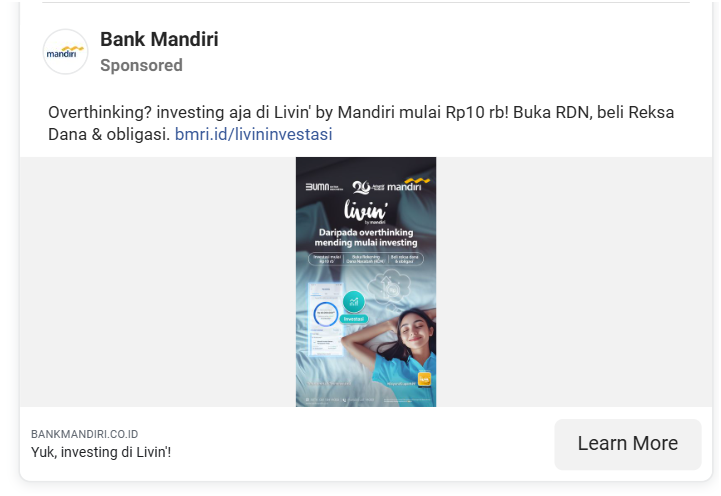 mandiri
Bank Mandiri
Sponsored
Overthinking? investing aja di Livin' by Mandiri mulai Rp10 rb! Buka RDN, beli Reksa
Dana & obligasi. bmri.id/livininvestasi
BUMN
mandiri
livin'
by mandiri
Daripada overthinking
mending mulai investing
Investasi mulai
Rp10 rb
Buka Rekening
Dana Nasabah (RDN)
Beli reksa dana
& obligasi
Investasi
BANKMANDIRI.CO.ID
Yuk, investing di Livin'!
Learn More